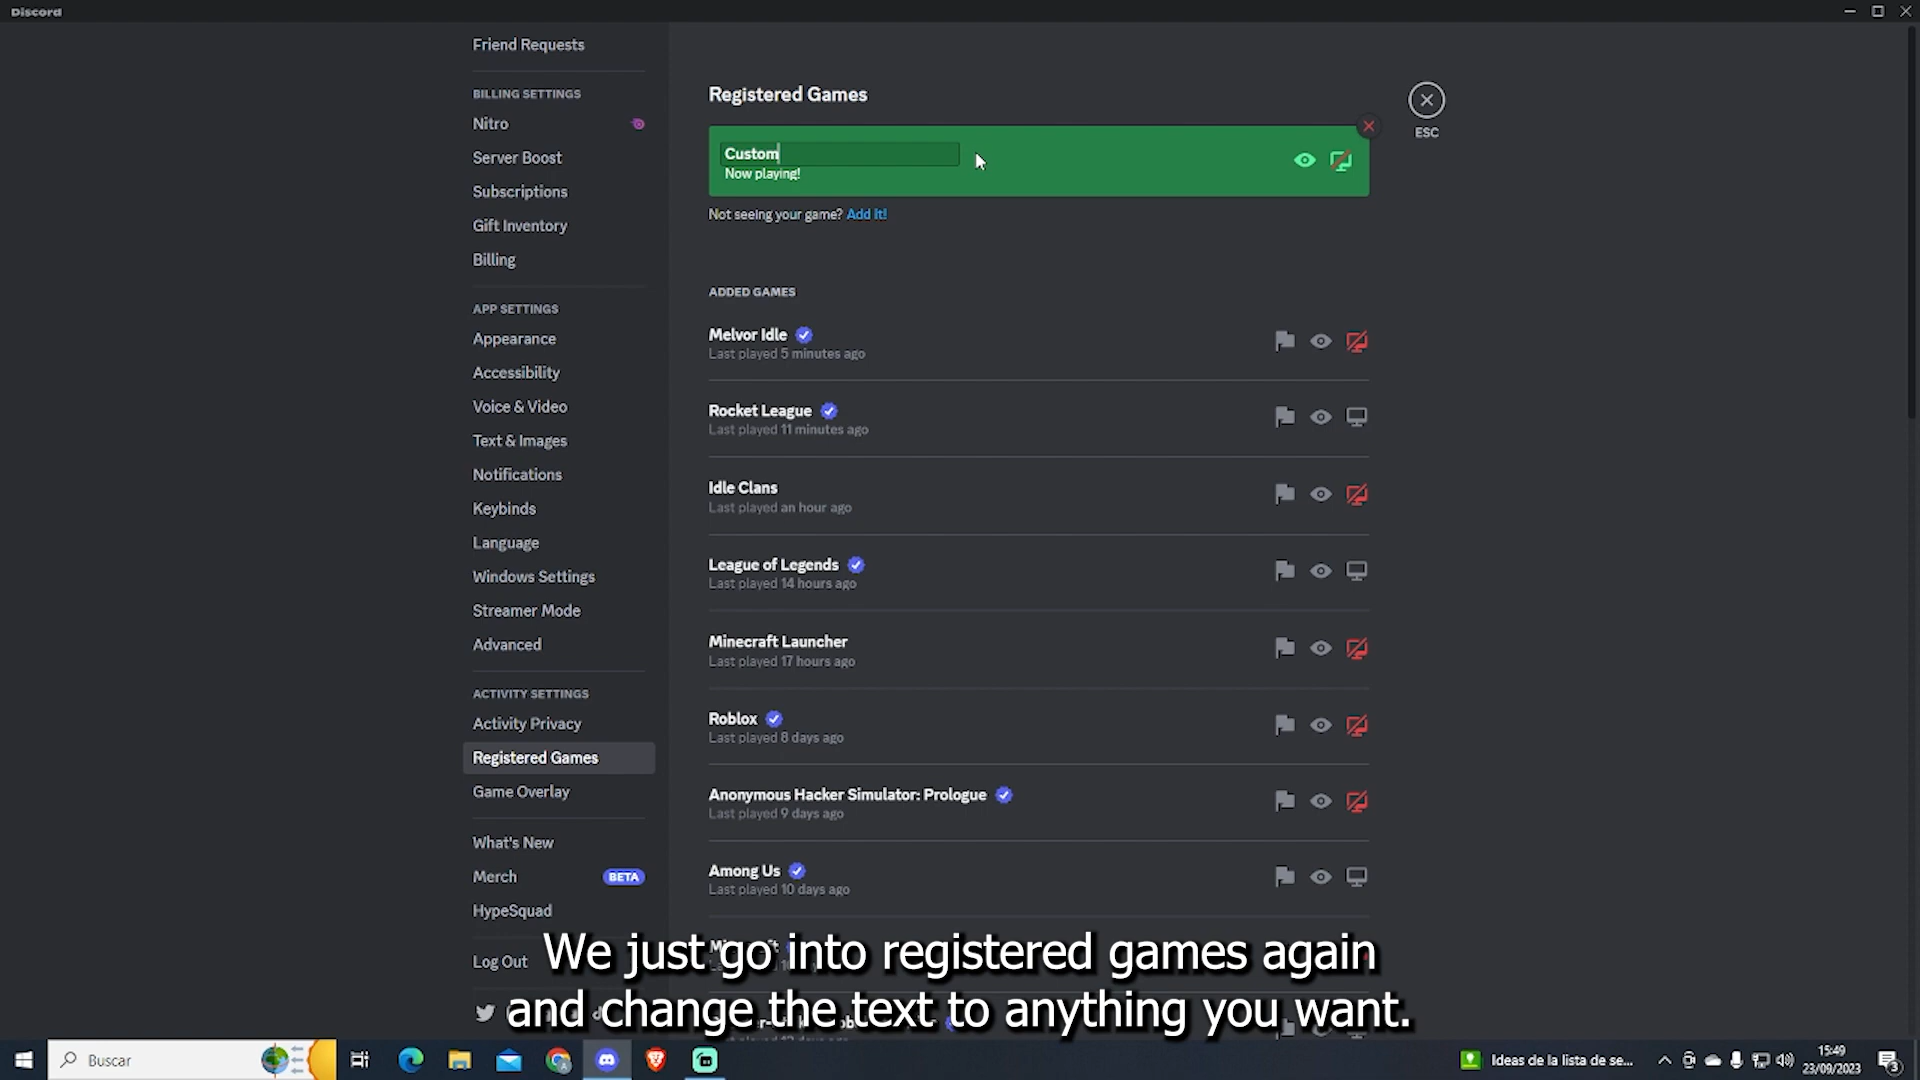 Discord
Friend Requests
BILLING SETTINGS
Nitro
Server Boost
Subscriptions
Gift Inventory
Billing
APP SETTINGS
Appearance
Accessibility
Voice & Video
Text & Images
Notifications
Keybinds
Language
Windows Settings
Streamer Mode
Advanced
ACTIVITY SETTINGS
Activity Privacy
Registered Games
Game Overlay
What's New
Merch BETA
HypeSquad
Log Out
Registered Games
Custom
Now playing!
Not seeing your game? Add It!
ESC
ADDED GAMES
Melvor Idle
Last played 5 minutes ago
Rocket League
Last played 11 minutes ago
Idle Clans
Last played an hour ago
League of Legends
Last played 14 hours ago
Minecraft Launcher
Last played 17 hours ago
Roblox
Last played 8 days ago
Anonymous Hacker Simulator: Prologue
Last played 9 days ago
Among Us
Last played 10 days ago
We just go into registered games again
and change the text to anything you want.
Buscar
Ideas de la lista de se...
15:49
23/09/2023
3